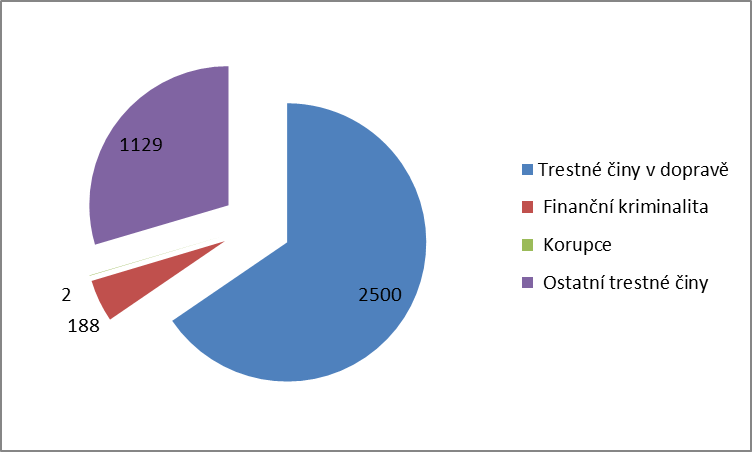 1129
2
188
2500
Trestné činy v dopravě
Finanční kriminalita
Korupce
Ostatní trestné činy